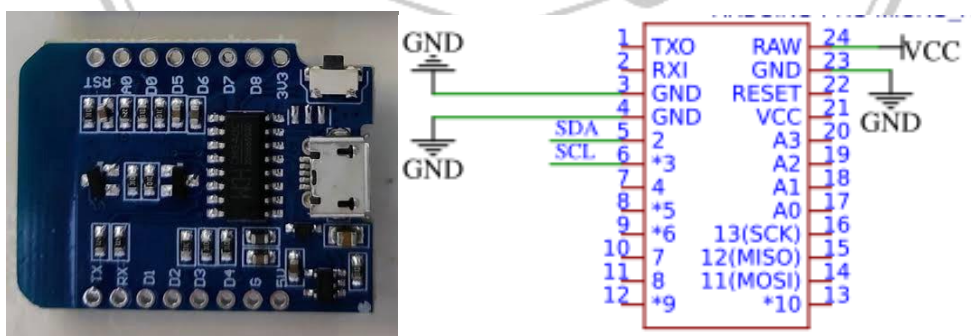 RST A0 D0 D5 D6 D7 D8 3V3
TX RX D1 D2 D3 D4 G 5V
GND
GND
SDA
SCL
1 TXO
2 RXI
3 GND
4 GND
5 2
6 *3
7 4
8 *5
9 *6
10 7
11 8
12 *9
RAW 24
GND 23
RESET 22
VCC 21
A3 20
A2 19
A1 18
A0 17
13(SCK) 16
12(MISO) 15
11(MOSI) 14
*10 13
VCC
GND